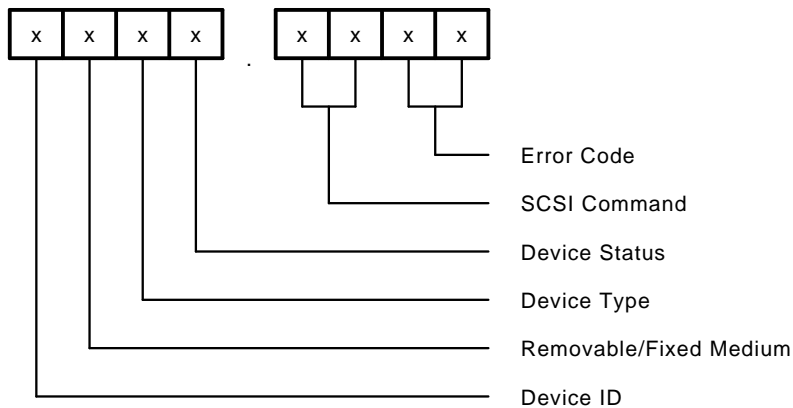 x x x x . x x x x
Error Code
SCSI Command
Device Status
Device Type
Removable/Fixed Medium
Device ID